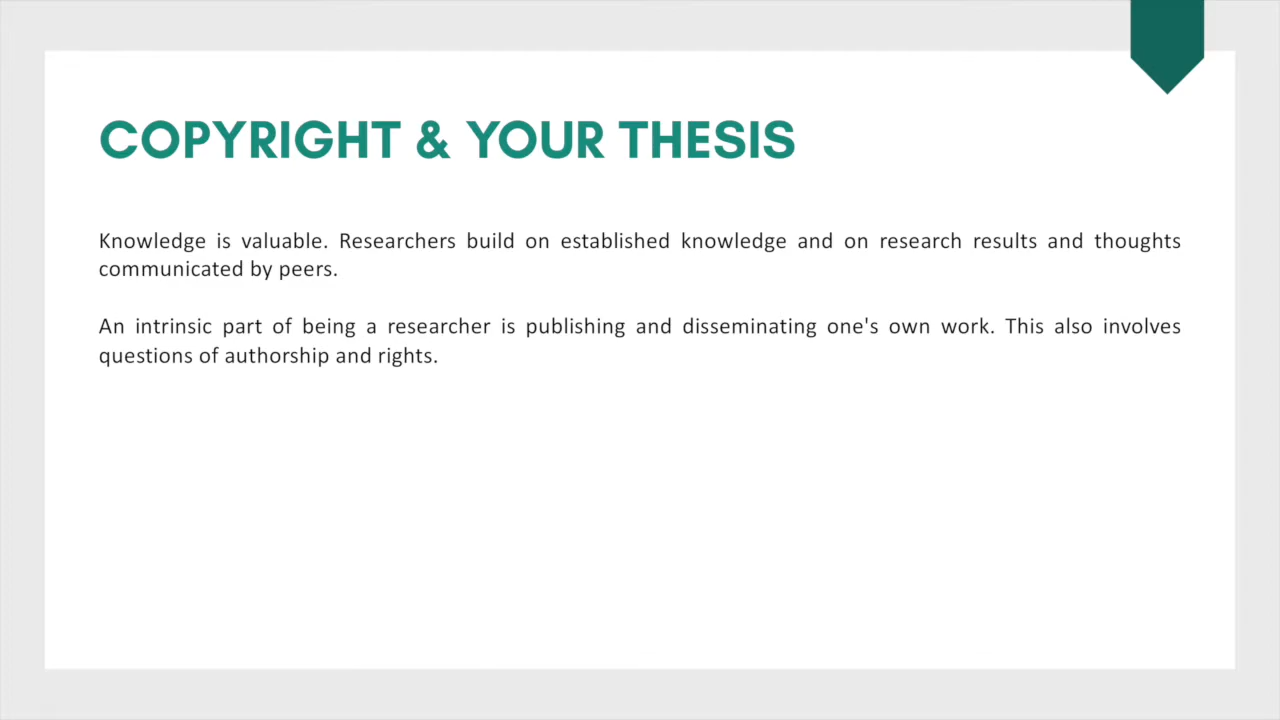 COPYRIGHT & YOUR THESIS
Knowledge is valuable. Researchers build on established knowledge and on research results and thoughts
communicated by peers.
An intrinsic part of being a researcher is publishing and disseminating one's own work. This also involves
questions of authorship and rights.